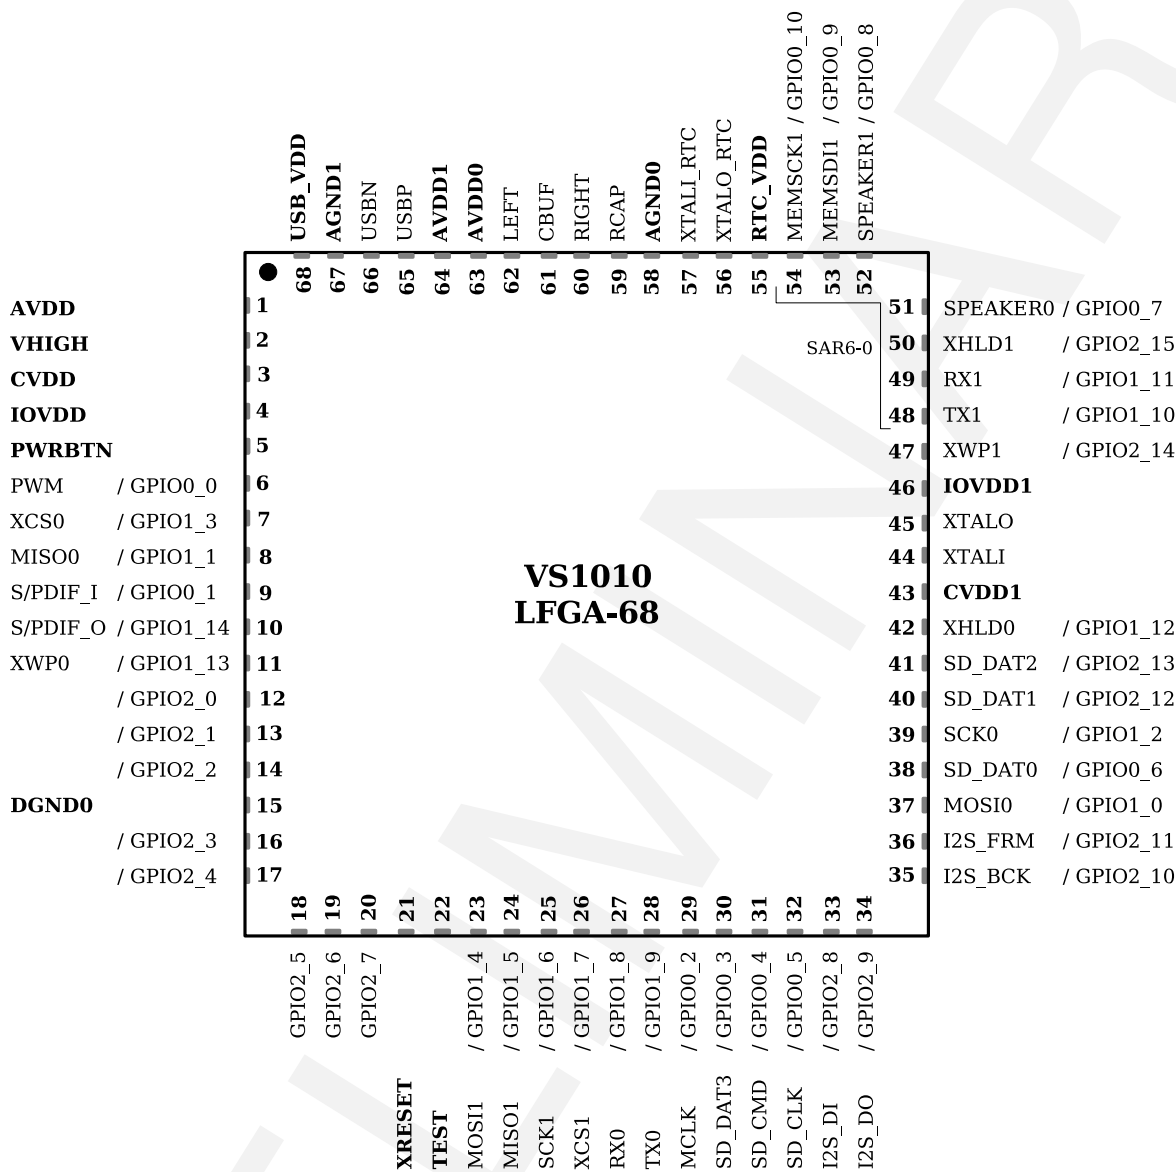 USB_VDD
AGND1
USBN
USBP
AVDD1
AVDD0
LEFT
CBUF
RIGHT
RCAP
AGND0
XTALI_RTC
XTALO_RTC
RTC_VDD
MEMSCK1 / GPIO0_10
MEMSDI1 / GPIO0_9
SPEAKER1 / GPIO0_8
68 67 66 65 64 63 62 61 60 59 58 57 56 55 54 53 52
AVDD 1
VHIGH 2
CVDD 3
IOVDD 4
PWRBTN 5
PWM / GPIO0_0 6
XCS0 / GPIO1_3 7
MISO0 / GPIO1_1 8
S/PDIF_I / GPIO0_1 9
S/PDIF_O / GPIO1_14 10
XWP0 / GPIO1_13 11
/ GPIO2_0 12
/ GPIO2_1 13
/ GPIO2_2 14
DGND0 15
/ GPIO2_3 16
/ GPIO2_4 17
SAR6-0
VS1010
LFGA-68
51 SPEAKER0 / GPIO0_7
50 XHLD1 / GPIO2_15
49 RX1 / GPIO1_11
48 TX1 / GPIO1_10
47 XWP1 / GPIO2_14
46 IOVDD1
45 XTALO
44 XTALI
43 CVDD1
42 XHLD0 / GPIO1_12
41 SD_DAT2 / GPIO2_13
40 SD_DAT1 / GPIO2_12
39 SCK0 / GPIO1_2
38 SD_DAT0 / GPIO0_6
37 MOSI0 / GPIO1_0
36 I2S_FRM / GPIO2_11
35 I2S_BCK / GPIO2_10
18 19 20 21 22 23 24 25 26 27 28 29 30 31 32 33 34
GPIO2_5
GPIO2_6
GPIO2_7
XRESET
TEST
MOSI1 / GPIO1_4
MISO1 / GPIO1_5
SCK1 / GPIO1_6
XCS1 / GPIO1_7
RX0 / GPIO1_8
TX0 / GPIO1_9
MCLK / GPIO0_2
SD_DAT3 / GPIO0_3
SD_CMD / GPIO0_4
SD_CLK / GPIO0_5
I2S_DI / GPIO2_8
I2S_DO / GPIO2_9